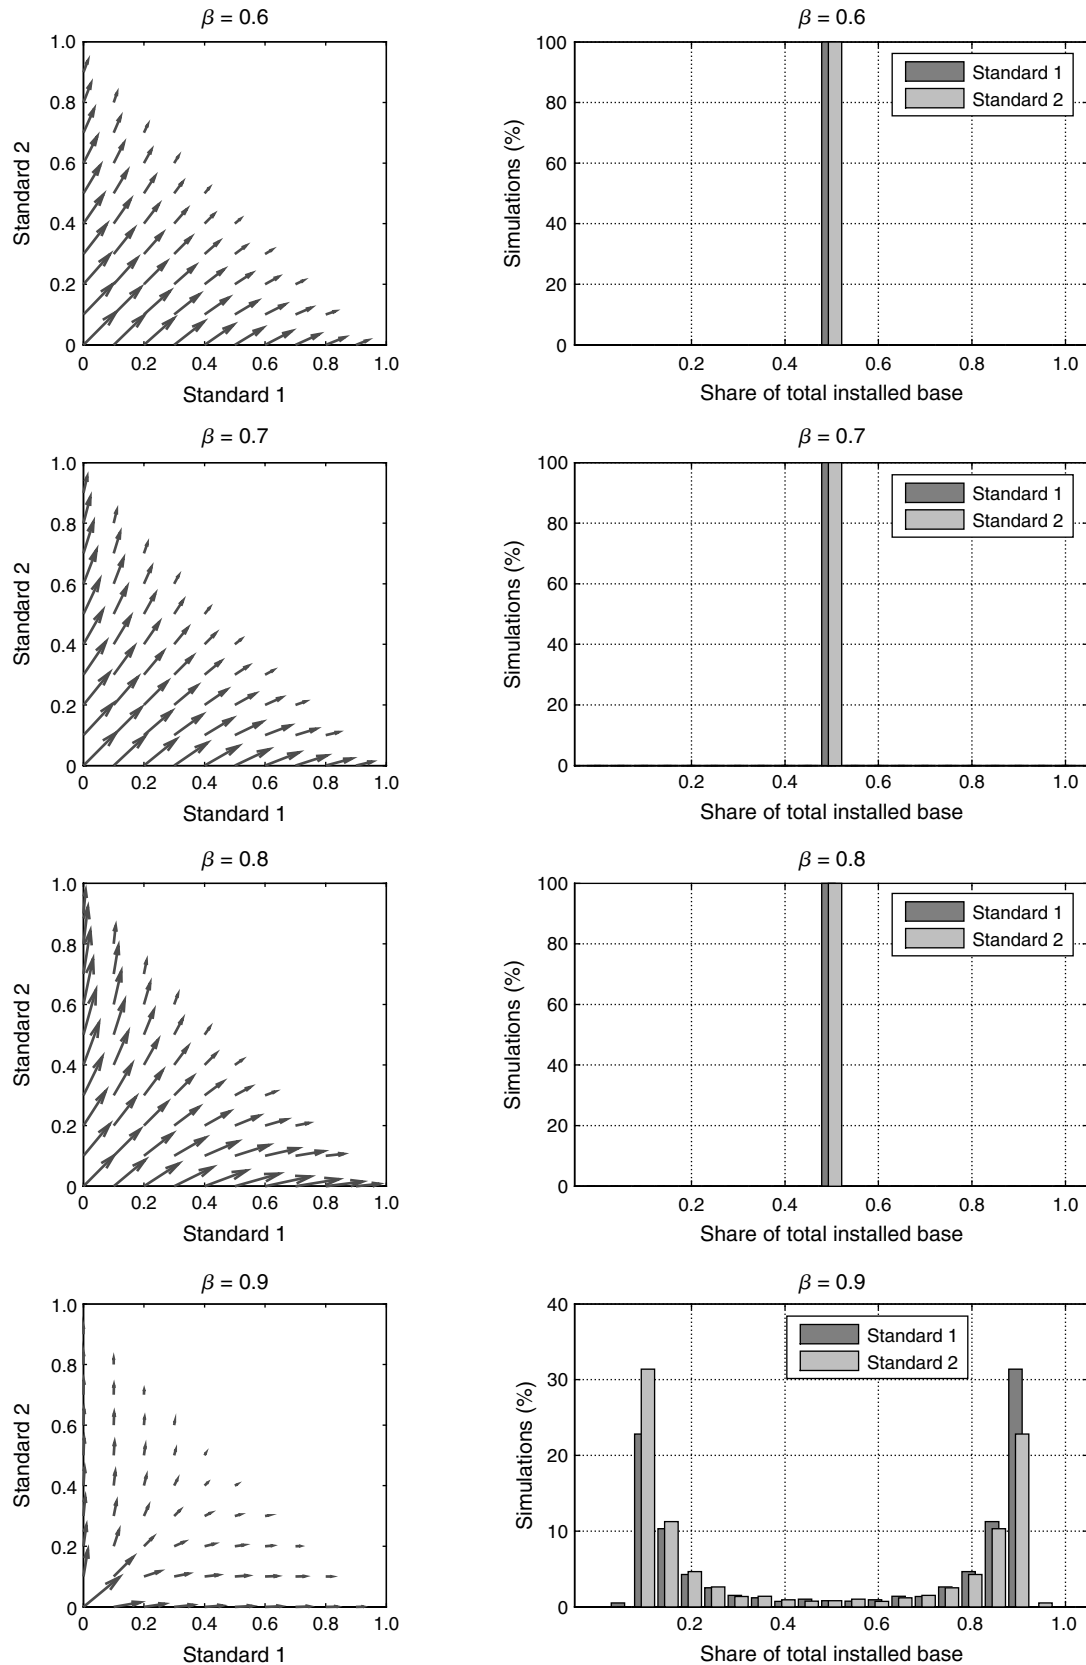 β = 0.6
1.0
0.8
0.6
0.4
0.2
0
0 0.2 0.4 0.6 0.8 1.0
Standard 2
Standard 1
β = 0.6
100
80
60
40
20
0
0.2 0.4 0.6 0.8 1.0
Simulations (%)
Share of total installed base
Standard 1
Standard 2
β = 0.7
1.0
0.8
0.6
0.4
0.2
0
0 0.2 0.4 0.6 0.8 1.0
Standard 2
Standard 1
β = 0.7
100
80
60
40
20
0
0.2 0.4 0.6 0.8 1.0
Simulations (%)
Share of total installed base
Standard 1
Standard 2
β = 0.8
1.0
0.8
0.6
0.4
0.2
0
0 0.2 0.4 0.6 0.8 1.0
Standard 2
Standard 1
β = 0.8
100
80
60
40
20
0
0.2 0.4 0.6 0.8 1.0
Simulations (%)
Share of total installed base
Standard 1
Standard 2
β = 0.9
1.0
0.8
0.6
0.4
0.2
0
0 0.2 0.4 0.6 0.8 1.0
Standard 2
Standard 1
β = 0.9
40
30
20
10
0
0.2 0.4 0.6 0.8 1.0
Simulations (%)
Share of total installed base
Standard 1
Standard 2